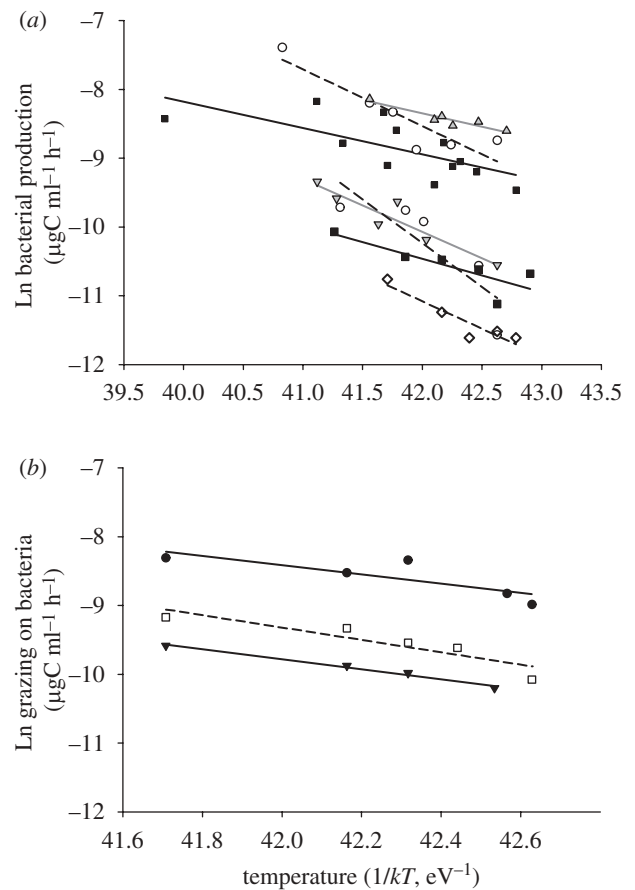 (a)
−7
−8
−9
−10
−11
−12
Ln bacterial production
(µgC ml⁻¹ h⁻¹)
39.5 40.0 40.5 41.0 41.5 42.0 42.5 43.0 43.5
(b)
−7
−8
−9
−10
−11
−12
Ln grazing on bacteria
(µgC ml⁻¹ h⁻¹)
41.6 41.8 42.0 42.2 42.4 42.6
temperature (1/kT, eV⁻¹)